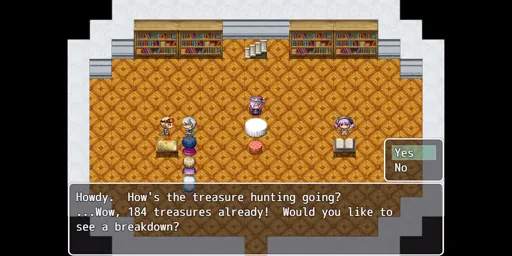 Yes
No
Howdy.  How's the treasure hunting going?
...Wow, 184 treasures already!  Would you like to
see a breakdown?